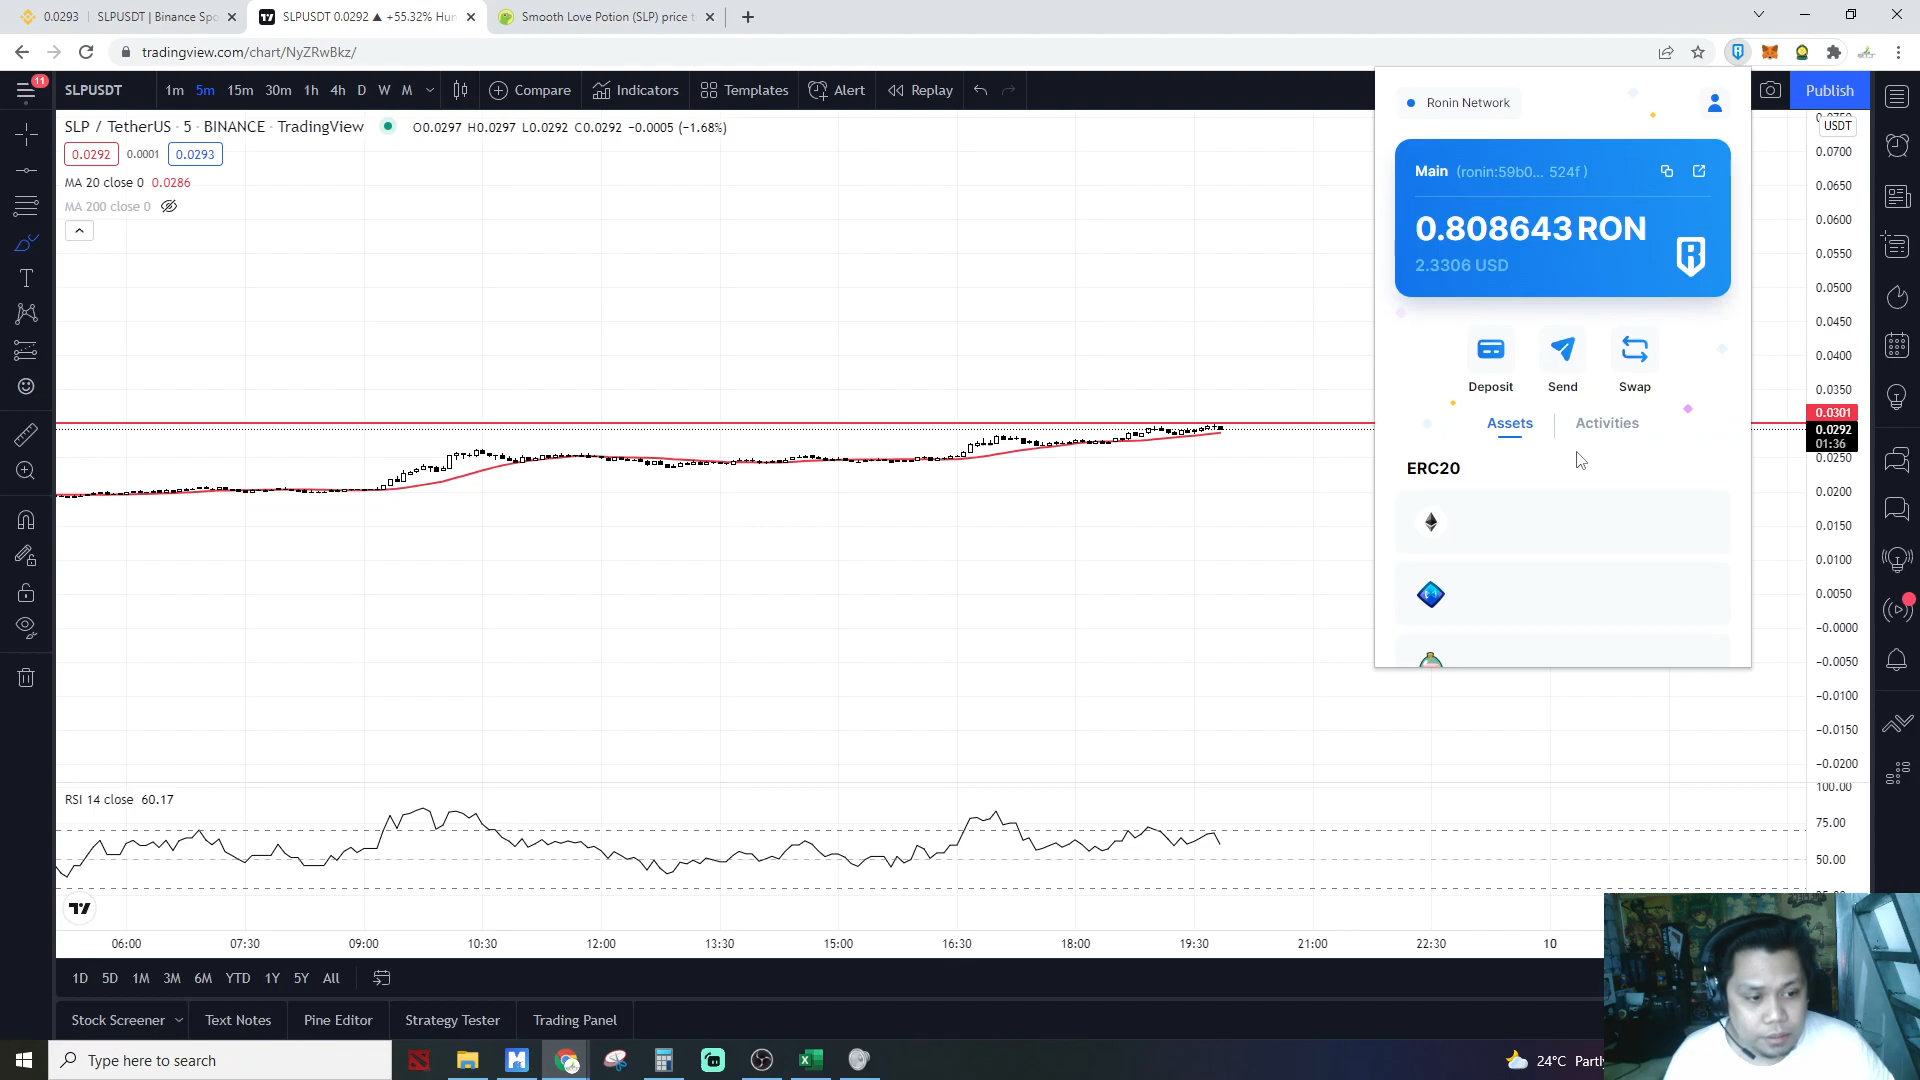 0.0293 SLPUSDT | Binance Spo
SLPUSDT 0.0292 ▲ +55.32% Hun
Smooth Love Potion (SLP) price t
tradingview.com/chart/NyZRwBkz/
11
SLPUSDT 1m 5m 15m 30m 1h 4h D W M Compare Indicators Templates Alert Replay Publish
SLP / TetherUS · 5 · BINANCE · TradingView O0.0297 H0.0297 L0.0292 C0.0292 −0.0005 (−1.68%)
0.0292 0.0001 0.0293
MA 20 close 0 0.0286
MA 200 close 0
Ronin Network
Main (ronin:59b0... 524f)
0.808643 RON
2.3306 USD
Deposit Send Swap
Assets Activities
ERC20
USDT
0.0700
0.0650
0.0600
0.0550
0.0500
0.0450
0.0400
0.0350
0.0301
0.0292
01:36
0.0250
0.0200
0.0150
0.0100
0.0050
−0.0000
−0.0050
−0.0100
−0.0150
−0.0200
100.00
75.00
50.00
RSI 14 close 60.17
06:00 07:30 09:00 10:30 12:00 13:30 15:00 16:30 18:00 19:30 21:00 22:30 10
1D 5D 1M 3M 6M YTD 1Y 5Y All
Stock Screener Text Notes Pine Editor Strategy Tester Trading Panel
Type here to search
24°C Partly